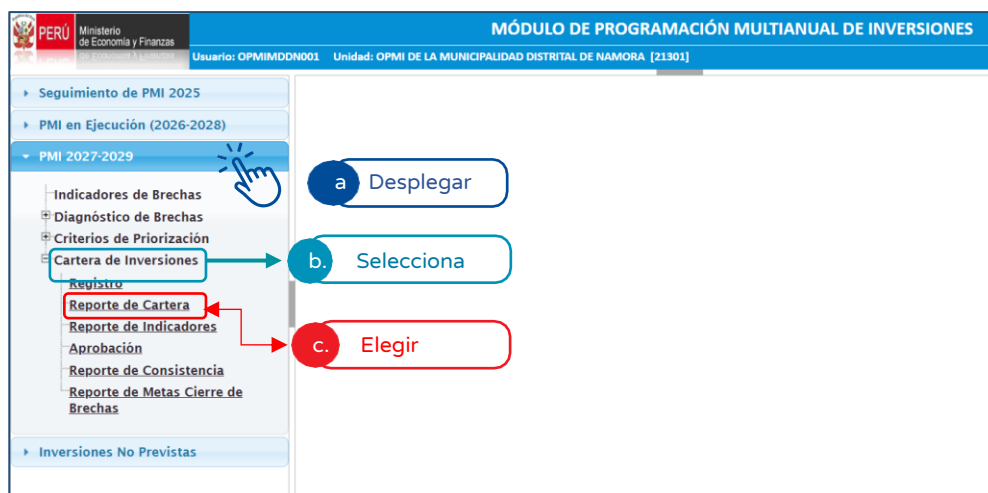 PERÚ
Ministerio
de Economía y Finanzas
MÓDULO DE PROGRAMACIÓN MULTIANUAL DE INVERSIONES
Usuario: OPMIMDDN001 Unidad: OPMI DE LA MUNICIPALIDAD DISTRITAL DE NAMORA [21301]
Seguimiento de PMI 2025
PMI en Ejecución (2026-2028)
PMI 2027-2029
Indicadores de Brechas
Diagnóstico de Brechas
Criterios de Priorización
Cartera de Inversiones
Registro
Reporte de Cartera
Reporte de Indicadores
Aprobación
Reporte de Consistencia
Reporte de Metas Cierre de
Brechas
Inversiones No Previstas
a Desplegar
b. Selecciona
c. Elegir